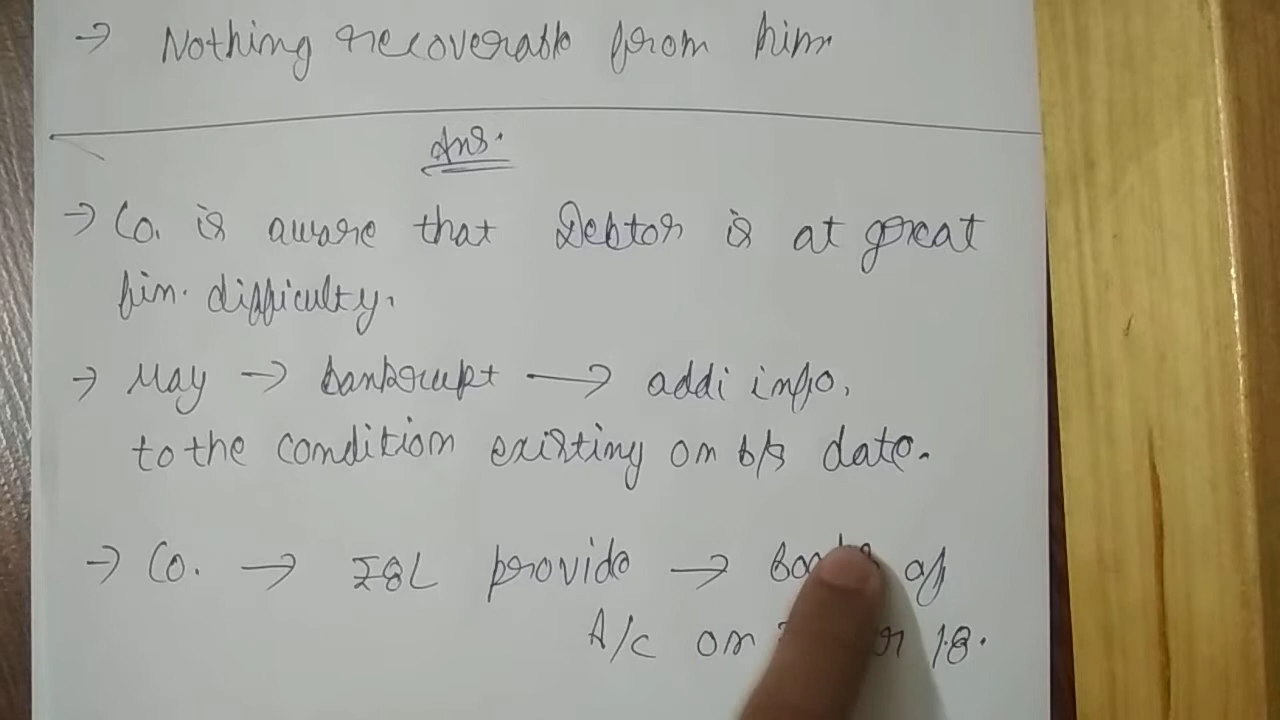 → Nothing recoverable from him
Ans.
→ Co. is aware that Debtor is at great
fin. difficulty.
→ May → bankrupt → addi info.
to the condition existing on b/s date.
→ Co. → I8L provide → of
A/c on 18.